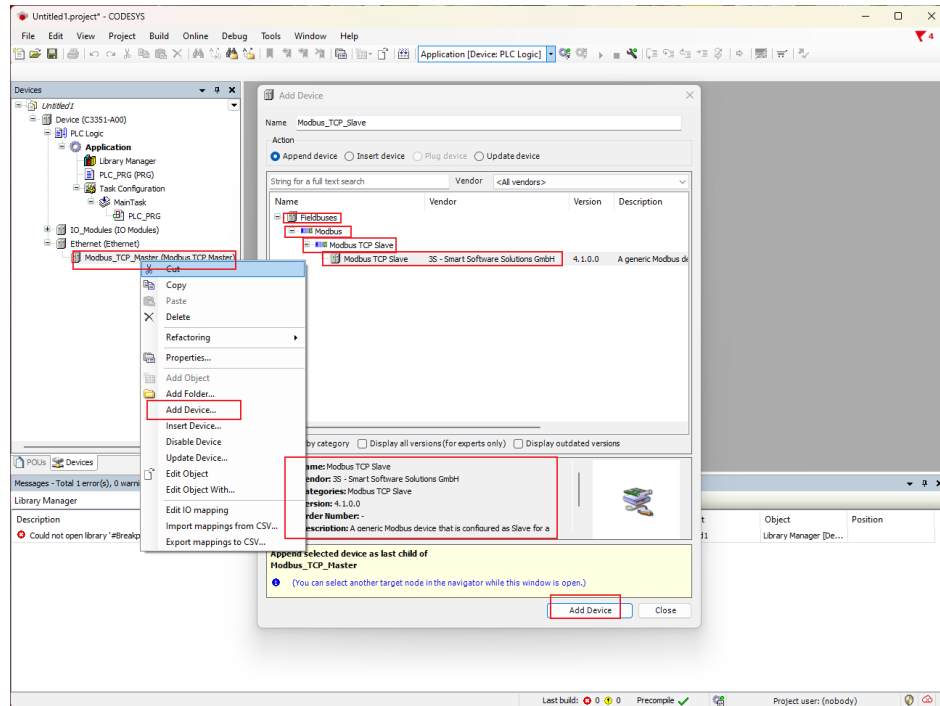 Untitled1.project* - CODESYS
File Edit View Project Build Online Debug Tools Window Help
4
Application [Device: PLC Logic]
Devices
Untitled1
Device (C3351-A00)
PLC Logic
Application
Library Manager
PLC_PRG (PRG)
Task Configuration
MainTask
PLC_PRG
IO_Modules (IO Modules)
Ethernet (Ethernet)
Modbus_TCP_Master (Modbus TCP Master)
Cut
Copy
Paste
Delete
Refactoring
Properties...
Add Object
Add Folder...
Add Device...
Insert Device...
Disable Device
Update Device...
Edit Object
Edit Object With...
Edit IO mapping
Import mappings from CSV...
Export mappings to CSV...
POUs Devices
Add Device
Name Modbus_TCP_Slave
Action
Append device Insert device Plug device Update device
String for a full text search Vendor <All vendors>
Name Vendor Version Description
Fieldbuses
Modbus
Modbus TCP Slave
Modbus TCP Slave 3S - Smart Software Solutions GmbH 4.1.0.0 A generic Modbus de
by category Display all versions (for experts only) Display outdated versions
ame: Modbus TCP Slave
endor: 3S - Smart Software Solutions GmbH
ategories: Modbus TCP Slave
ersion: 4.1.0.0
rder Number: -
escription: A generic Modbus device that is configured as Slave for a
Append selected device as last child of
Modbus_TCP_Master
(You can select another target node in the navigator while this window is open.)
Add Device Close
Messages - Total 1 error(s), 0 warni
Library Manager
Description t Object Position
Could not open library '#Breakp d1 Library Manager [De...
Last build: 0 0 Precompile Project user: (nobody)